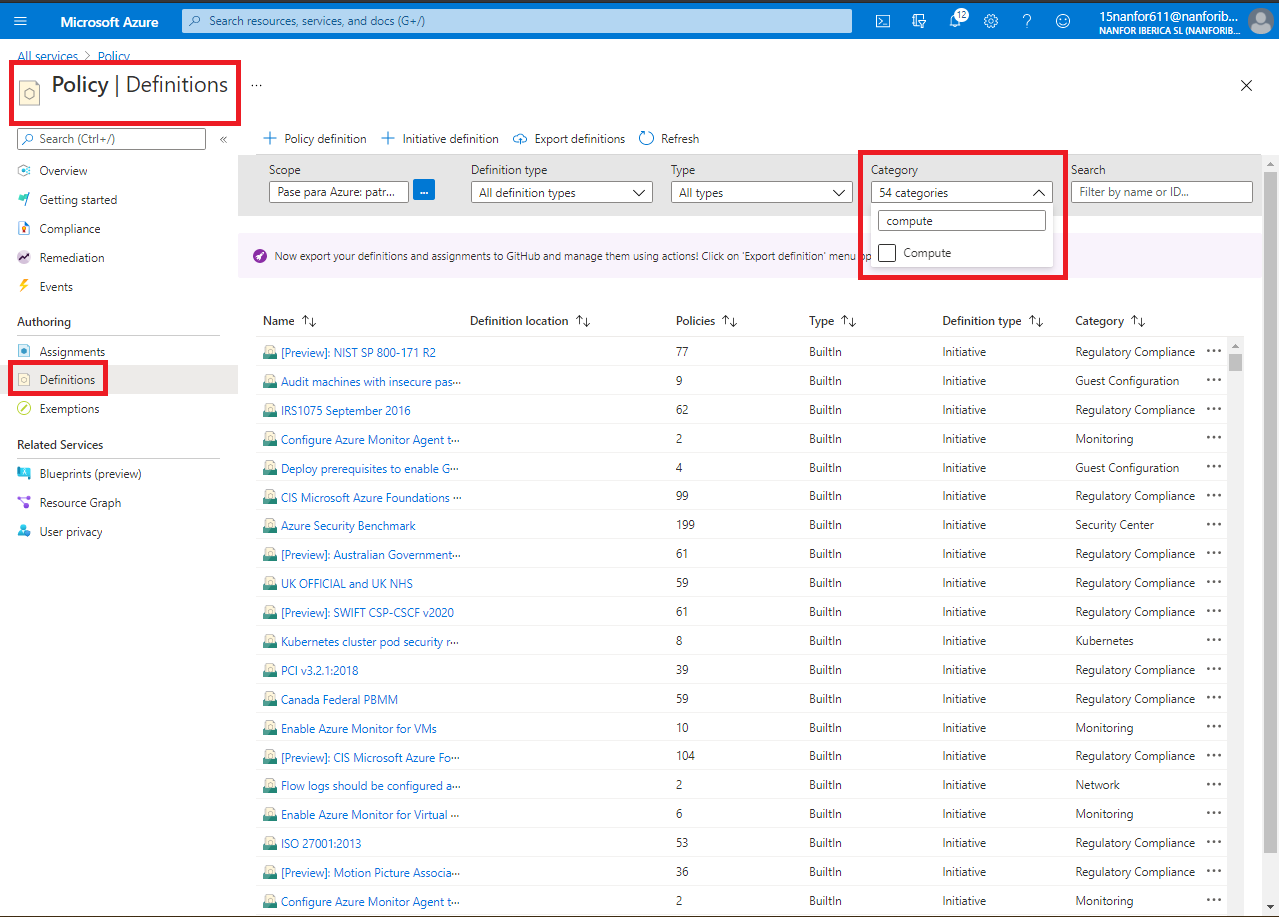 Microsoft Azure
Search resources, services, and docs (G+/)
12
15nanfor611@nanforib...
NANFOR IBERICA SL (NANFORIB...
All services > Policy
Policy | Definitions ...
Search (Ctrl+/) «
Overview
Getting started
Compliance
Remediation
Events
Authoring
Assignments
Definitions
Exemptions
Related Services
Blueprints (preview)
Resource Graph
User privacy
Policy definition Initiative definition Export definitions Refresh
Scope Definition type Type Category Search
Pase para Azure: patr... ... All definition types All types 54 categories Filter by name or ID...
compute
Compute
Now export your definitions and assignments to GitHub and manage them using actions! Click on 'Export definition' menu op
Name Definition location Policies Type Definition type Category
[Preview]: NIST SP 800-171 R2 77 BuiltIn Initiative Regulatory Compliance ...
Audit machines with insecure pas... 9 BuiltIn Initiative Guest Configuration ...
IRS1075 September 2016 62 BuiltIn Initiative Regulatory Compliance ...
Configure Azure Monitor Agent t... 2 BuiltIn Initiative Monitoring ...
Deploy prerequisites to enable G... 4 BuiltIn Initiative Guest Configuration ...
CIS Microsoft Azure Foundations ... 99 BuiltIn Initiative Regulatory Compliance ...
Azure Security Benchmark 199 BuiltIn Initiative Security Center ...
[Preview]: Australian Government... 61 BuiltIn Initiative Regulatory Compliance ...
UK OFFICIAL and UK NHS 59 BuiltIn Initiative Regulatory Compliance ...
[Preview]: SWIFT CSP-CSCF v2020 61 BuiltIn Initiative Regulatory Compliance ...
Kubernetes cluster pod security r... 8 BuiltIn Initiative Kubernetes ...
PCI v3.2.1:2018 39 BuiltIn Initiative Regulatory Compliance ...
Canada Federal PBMM 59 BuiltIn Initiative Regulatory Compliance ...
Enable Azure Monitor for VMs 10 BuiltIn Initiative Monitoring ...
[Preview]: CIS Microsoft Azure Fo... 104 BuiltIn Initiative Regulatory Compliance ...
Flow logs should be configured a... 2 BuiltIn Initiative Network ...
Enable Azure Monitor for Virtual ... 6 BuiltIn Initiative Monitoring ...
ISO 27001:2013 53 BuiltIn Initiative Regulatory Compliance ...
[Preview]: Motion Picture Associa... 36 BuiltIn Initiative Regulatory Compliance ...
Configure Azure Monitor Agent t... 2 BuiltIn Initiative Monitoring ...